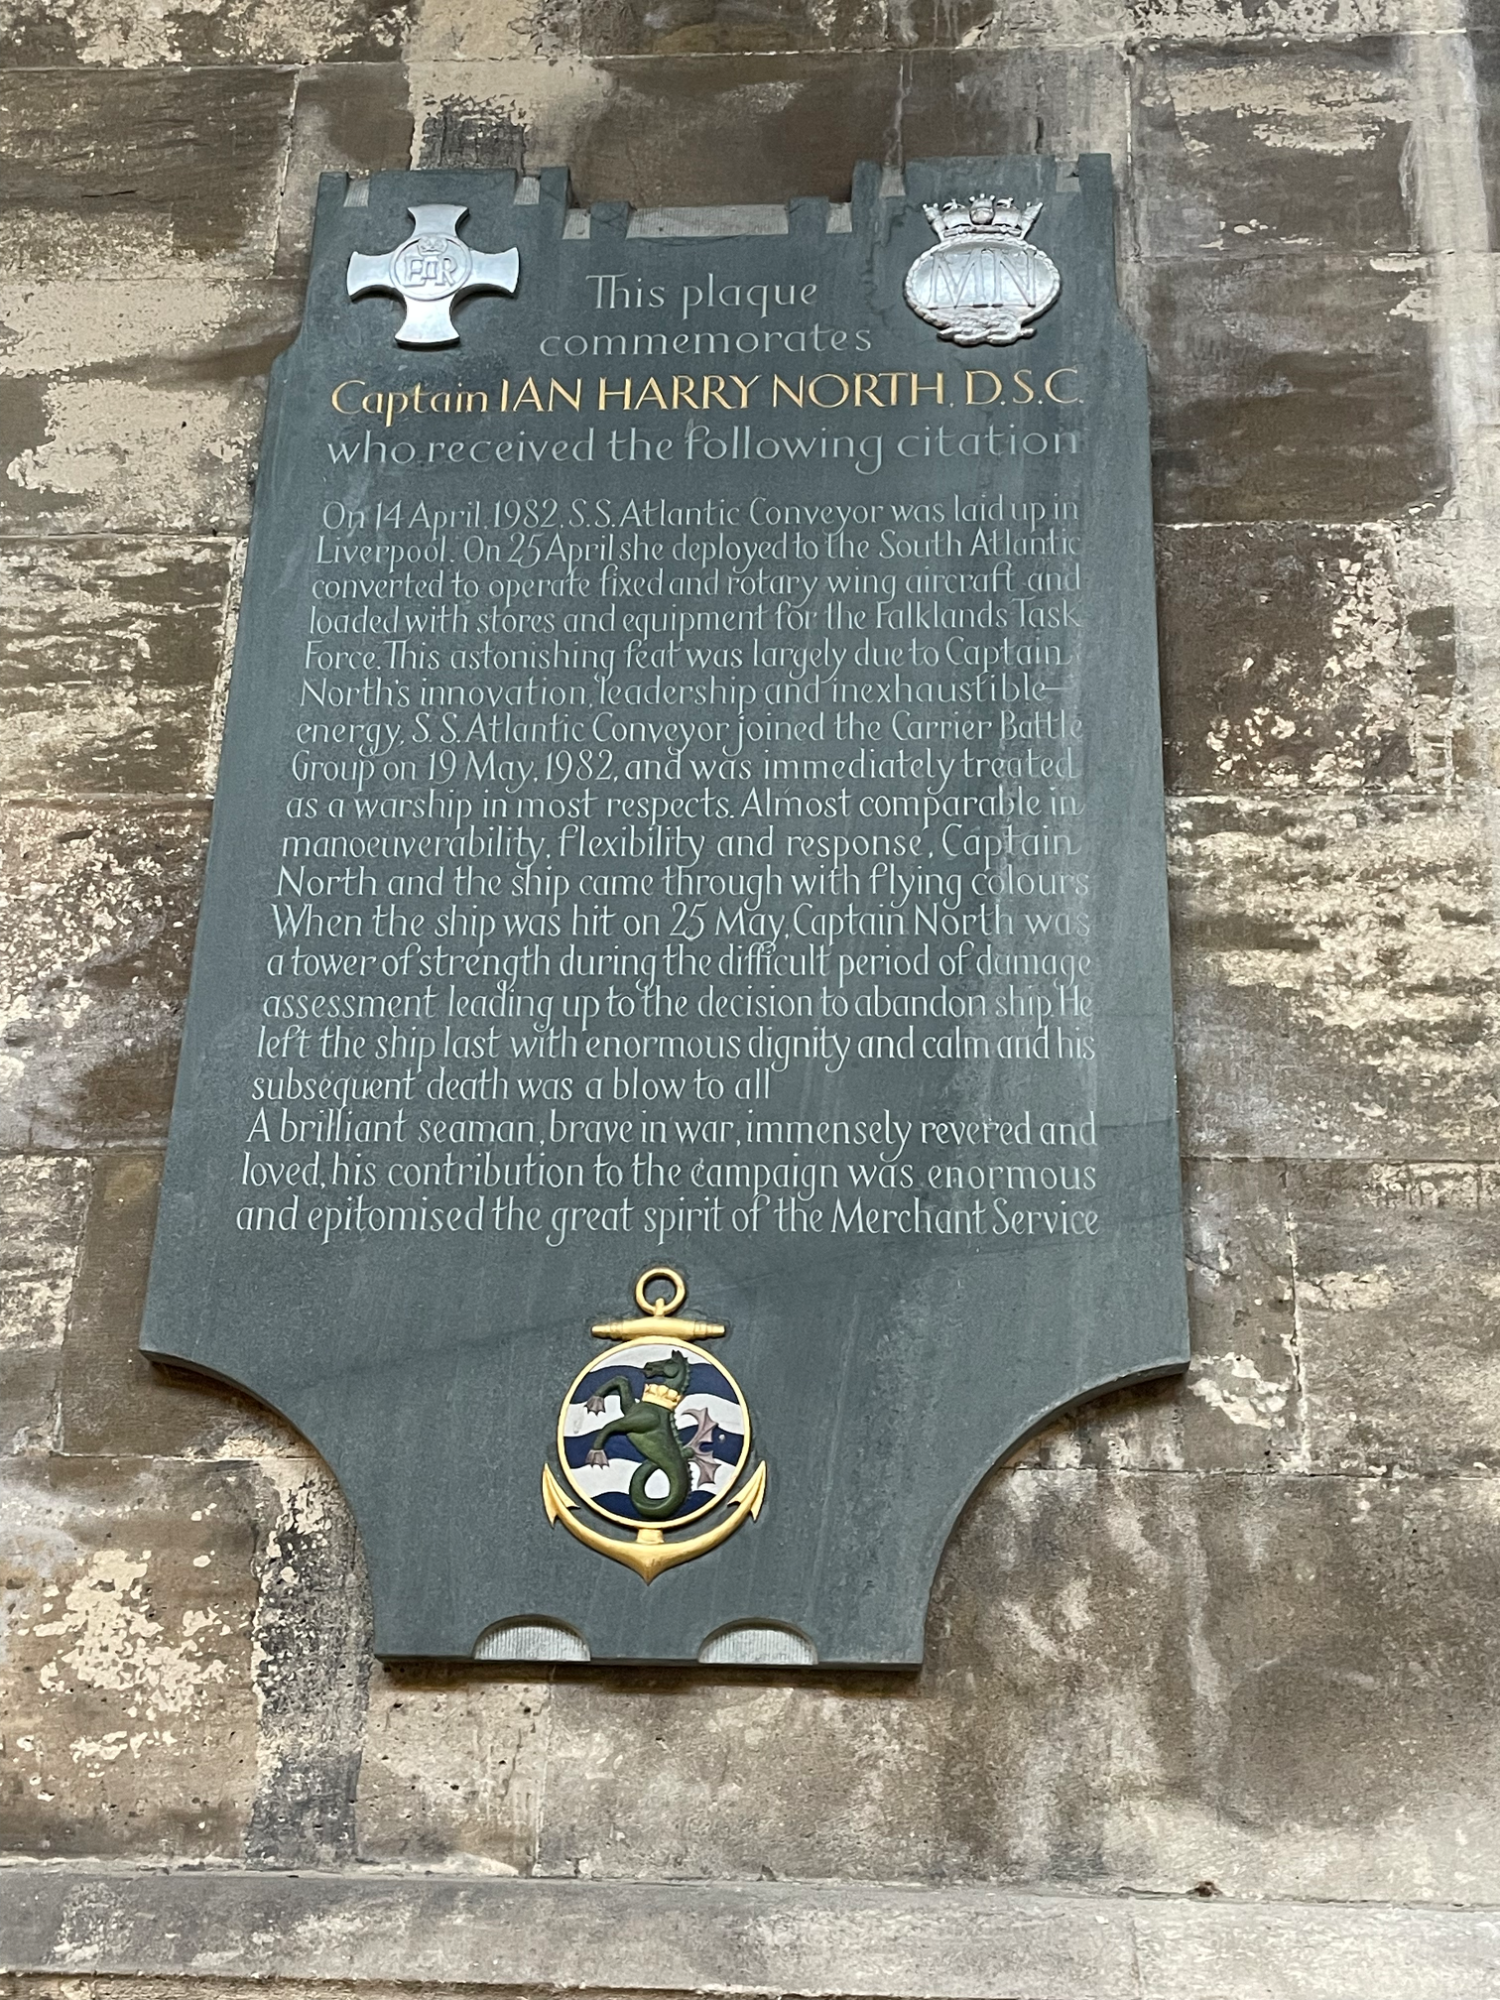 EIIR
MN
This plaque
commemorates
Captain IAN HARRY NORTH, D.S.C.
who received the following citation
On 14 April, 1982, S.S. Atlantic Conveyor was laid up in
Liverpool. On 25 April she deployed to the South Atlantic
converted to operate fixed and rotary wing aircraft and
loaded with stores and equipment for the Falklands Task
Force. This astonishing feat was largely due to Captain
North's innovation, leadership and inexhaustible
energy, S.S. Atlantic Conveyor joined the Carrier Battle
Group on 19 May, 1982, and was immediately treated
as a warship in most respects. Almost comparable in
manoeuverability, flexibility and response, Captain
North and the ship came through with flying colours
When the ship was hit on 25 May, Captain North was
a tower of strength during the difficult period of damage
assessment leading up to the decision to abandon ship. He
left the ship last with enormous dignity and calm and his
subsequent death was a blow to all
A brilliant seaman, brave in war, immensely revered and
loved, his contribution to the campaign was enormous
and epitomised the great spirit of the Merchant Service